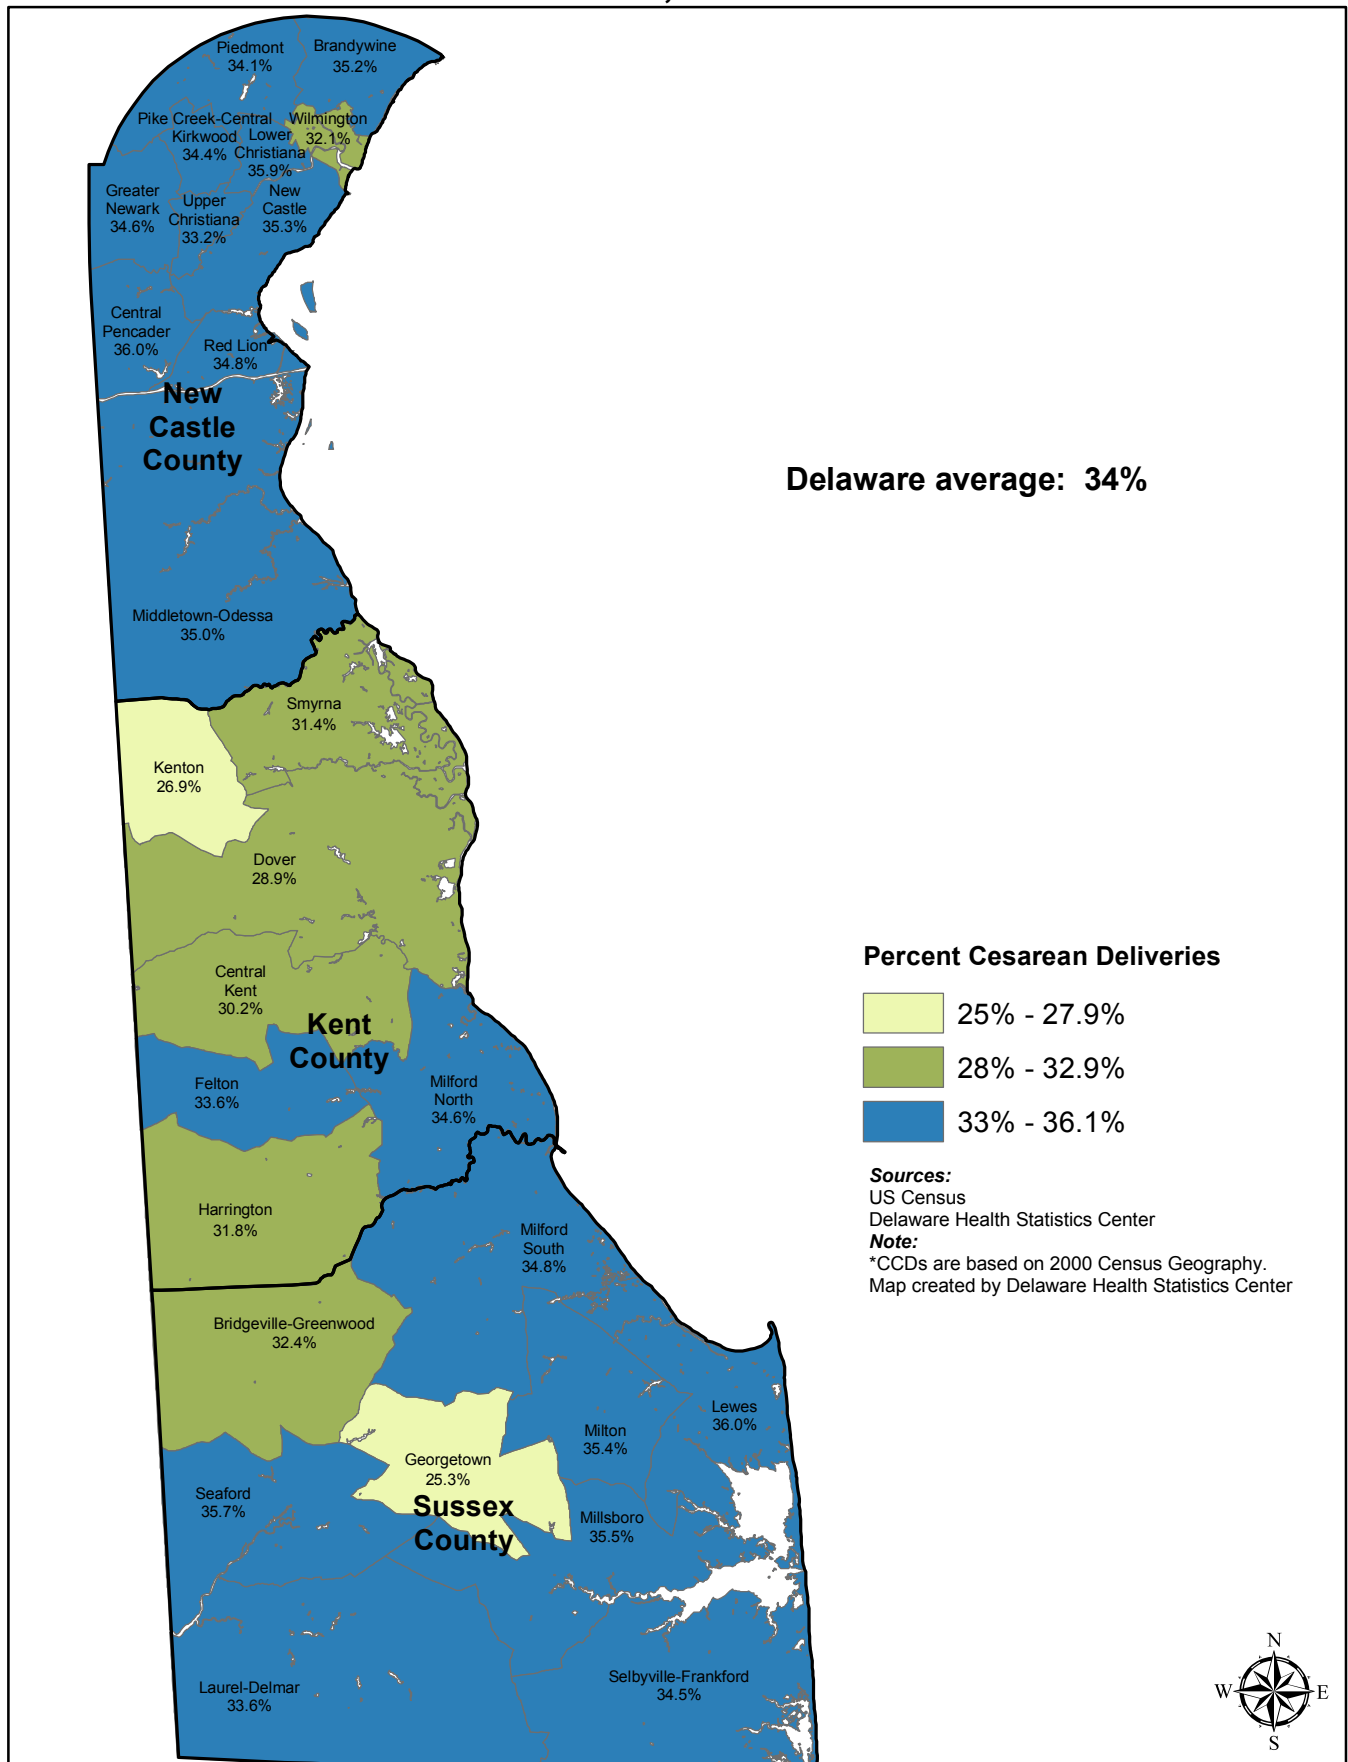 Piedmont
34.1%
Brandywine
35.2%
Pike Creek-Central
Kirkwood
34.4%
Lower
Christiana
35.9%
Wilmington
32.1%
Greater
Newark
34.6%
Upper
Christiana
33.2%
New
Castle
35.3%
Central
Pencader
36.0%
Red Lion
34.8%
New
Castle
County
Delaware average: 34%
Middletown-Odessa
35.0%
Smyrna
31.4%
Kenton
26.9%
Dover
28.9%
Central
Kent
30.2%
Kent
County
Felton
33.6%
Milford
North
34.6%
Harrington
31.8%
Percent Cesarean Deliveries
25% - 27.9%
28% - 32.9%
33% - 36.1%
Sources:
US Census
Delaware Health Statistics Center
Note:
*CCDs are based on 2000 Census Geography.
Map created by Delaware Health Statistics Center
Milford
South
34.8%
Bridgeville-Greenwood
32.4%
Lewes
36.0%
Milton
35.4%
Georgetown
25.3%
Seaford
35.7%
Sussex
County
Millsboro
35.5%
Laurel-Delmar
33.6%
Selbyville-Frankford
34.5%
N
W
E
S